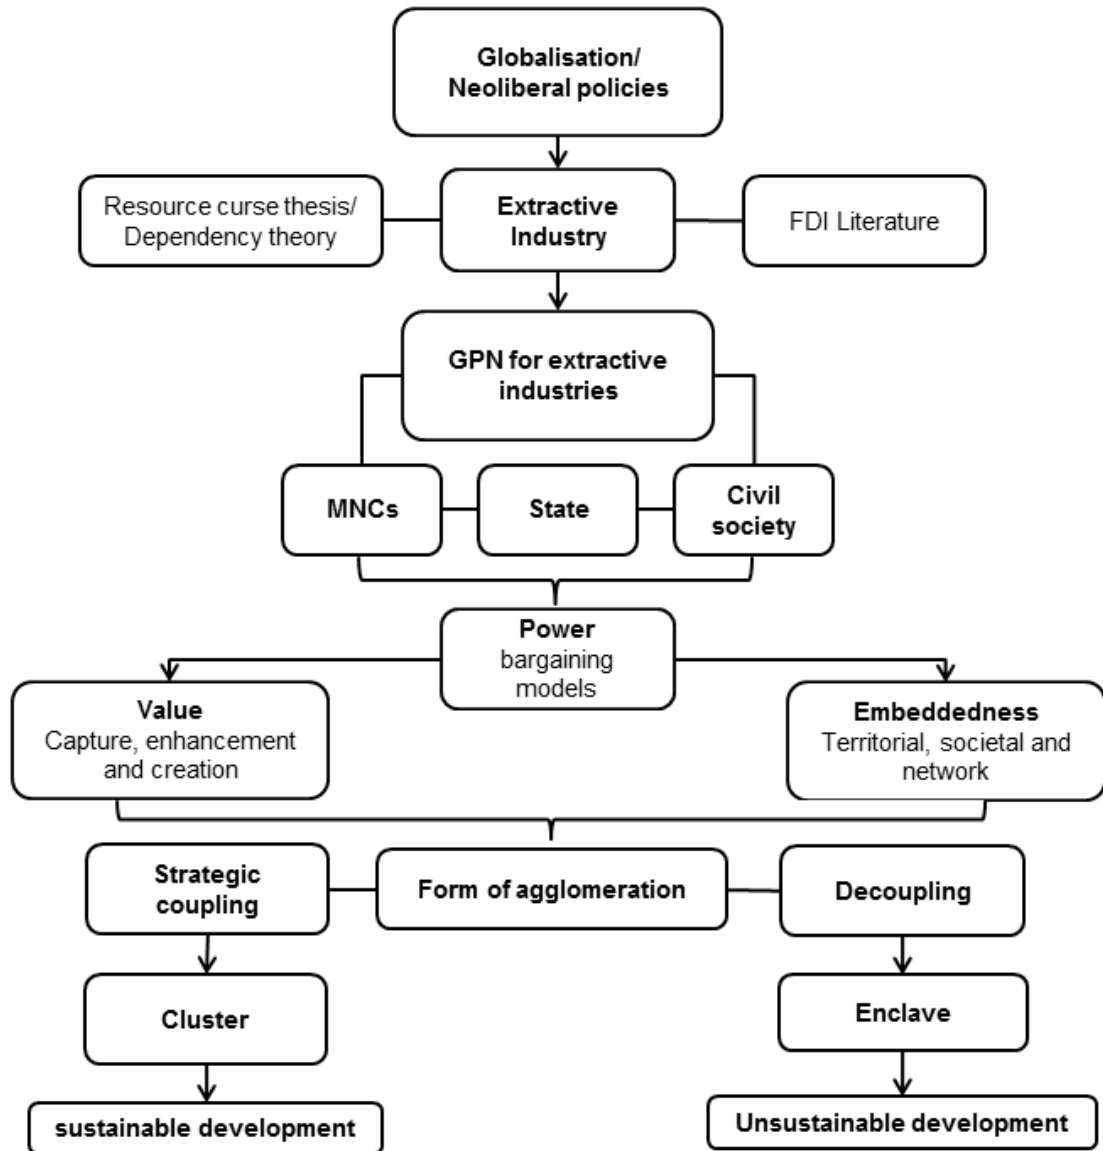 Globalisation/
Neoliberal policies
Resource curse thesis/
Dependency theory
Extractive
Industry
FDI Literature
GPN for extractive
industries
MNCs
State
Civil
society
Power
bargaining
models
Value
Capture, enhancement
and creation
Embeddedness
Territorial, societal and
network
Strategic
coupling
Form of agglomeration
Decoupling
Cluster
Enclave
sustainable development
Unsustainable development